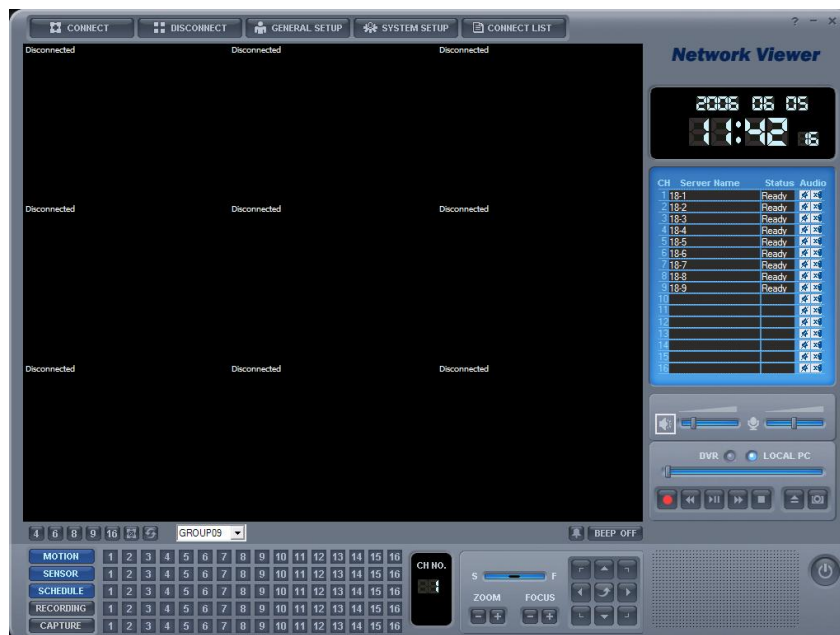 CONNECT DISCONNECT GENERAL SETUP SYSTEM SETUP CONNECT LIST ? – ×
Network Viewer
Disconnected Disconnected Disconnected
2006 06 05
11:42 16
CH Server Name Status Audio
1 18-1 Ready
2 18-2 Ready
3 18-3 Ready
4 18-4 Ready
5 18-5 Ready
6 18-6 Ready
7 18-7 Ready
8 18-8 Ready
9 18-9 Ready
10
11
12
13
14
15
16
Disconnected Disconnected Disconnected
Disconnected Disconnected Disconnected
DVR LOCAL PC
4 6 8 9 16 GROUP09 BEEP OFF
MOTION 1 2 3 4 5 6 7 8 9 10 11 12 13 14 15 16
SENSOR 1 2 3 4 5 6 7 8 9 10 11 12 13 14 15 16
SCHEDULE 1 2 3 4 5 6 7 8 9 10 11 12 13 14 15 16
RECORDING 1 2 3 4 5 6 7 8 9 10 11 12 13 14 15 16
CAPTURE 1 2 3 4 5 6 7 8 9 10 11 12 13 14 15 16
CH NO.
1
S F
ZOOM FOCUS